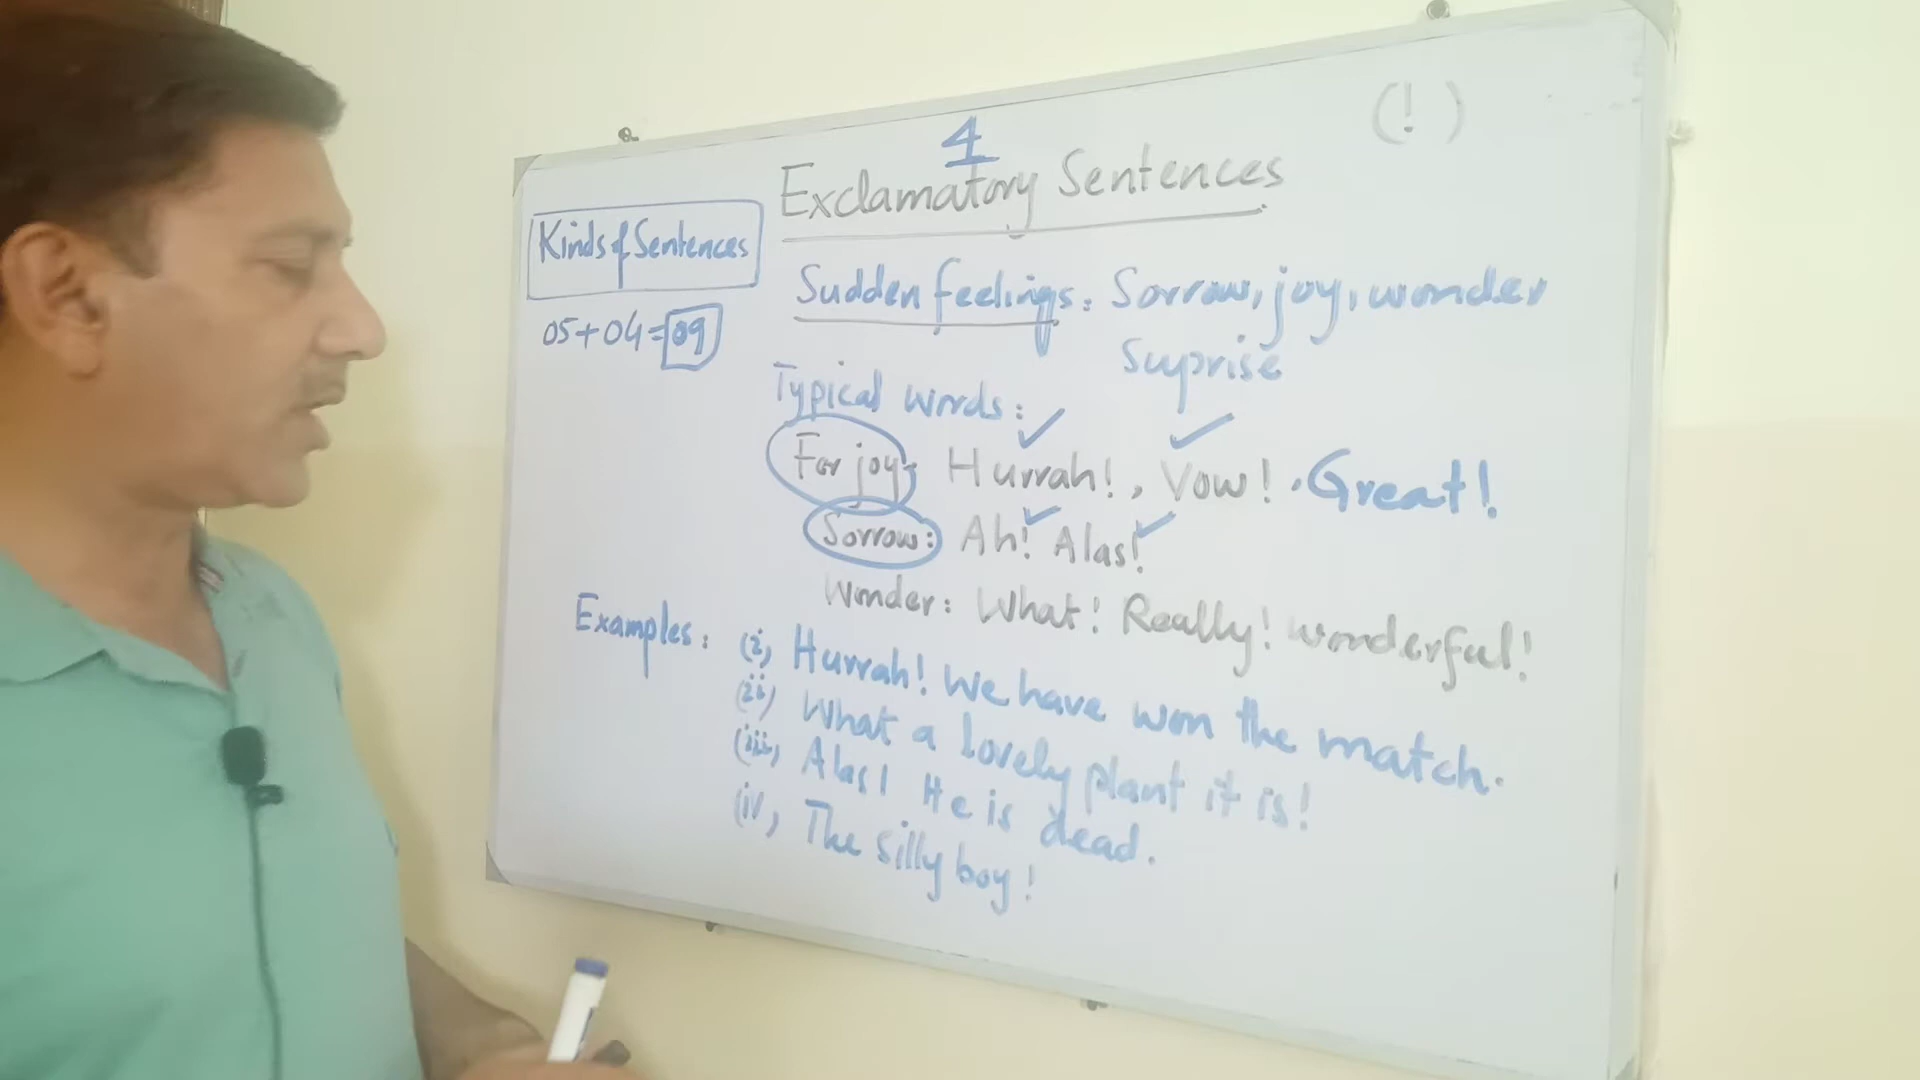 (!)
4
Exclamatory Sentences
Kinds of Sentences
05+04=09
Sudden feelings: Sorrow, joy, wonder
Suprise
Typical words:
For joy: Hurrah!, Vow!, Great!
Sorrow: Ah! Alas!
Wonder: What! Really! wonderful!
Examples: (i) Hurrah! We have won the match.
(ii) What a lovely plant it is!
(iii) Alas! He is dead.
(iv) The silly boy!